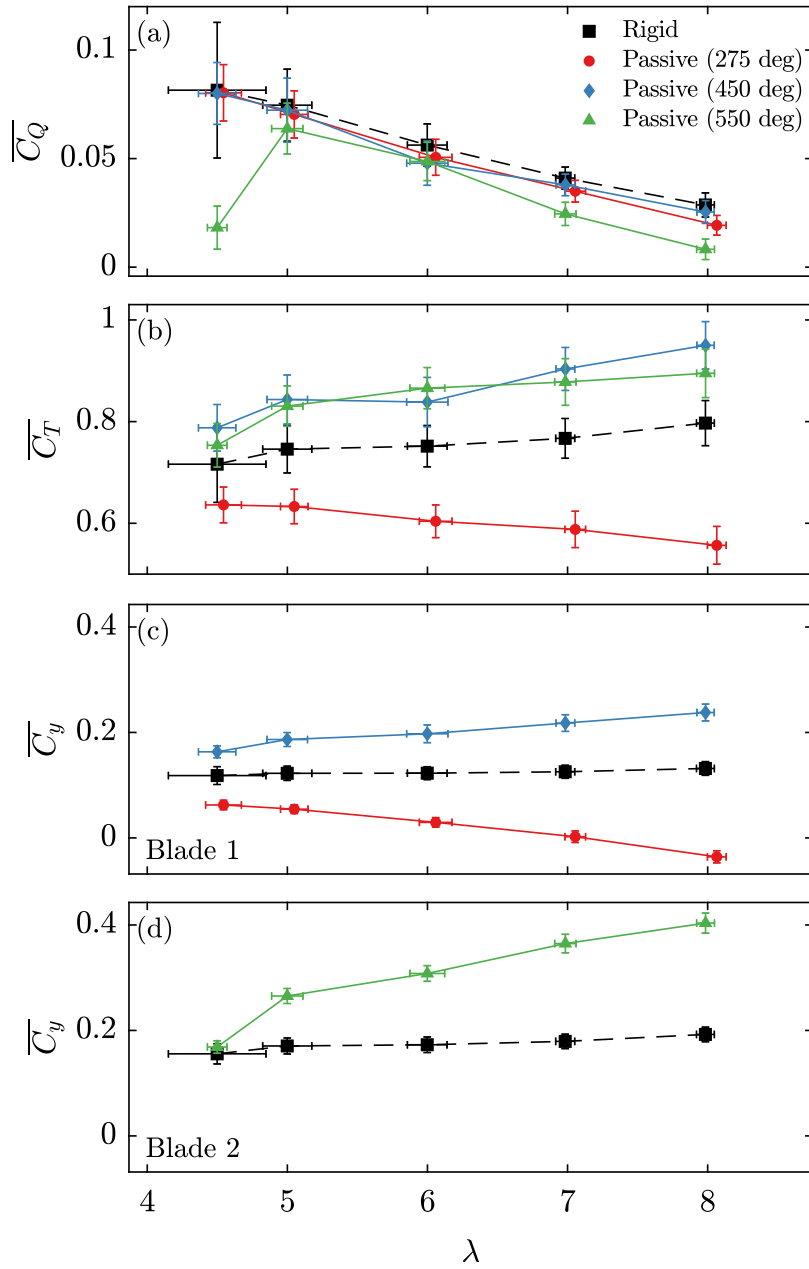 (a)
Rigid
Passive (275 deg)
Passive (450 deg)
Passive (550 deg)
0.1
0.05
0
C_Q
(b)
1
0.8
0.6
C_T
(c)
0.4
0.2
0
C_y
Blade 1
(d)
0.4
0.2
0
C_y
Blade 2
4 5 6 7 8
λ